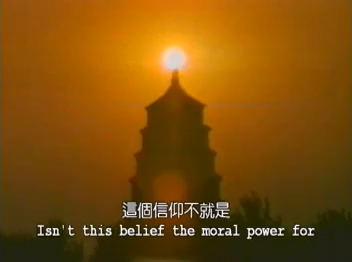 這個信仰不就是
Isn't this belief the moral power for